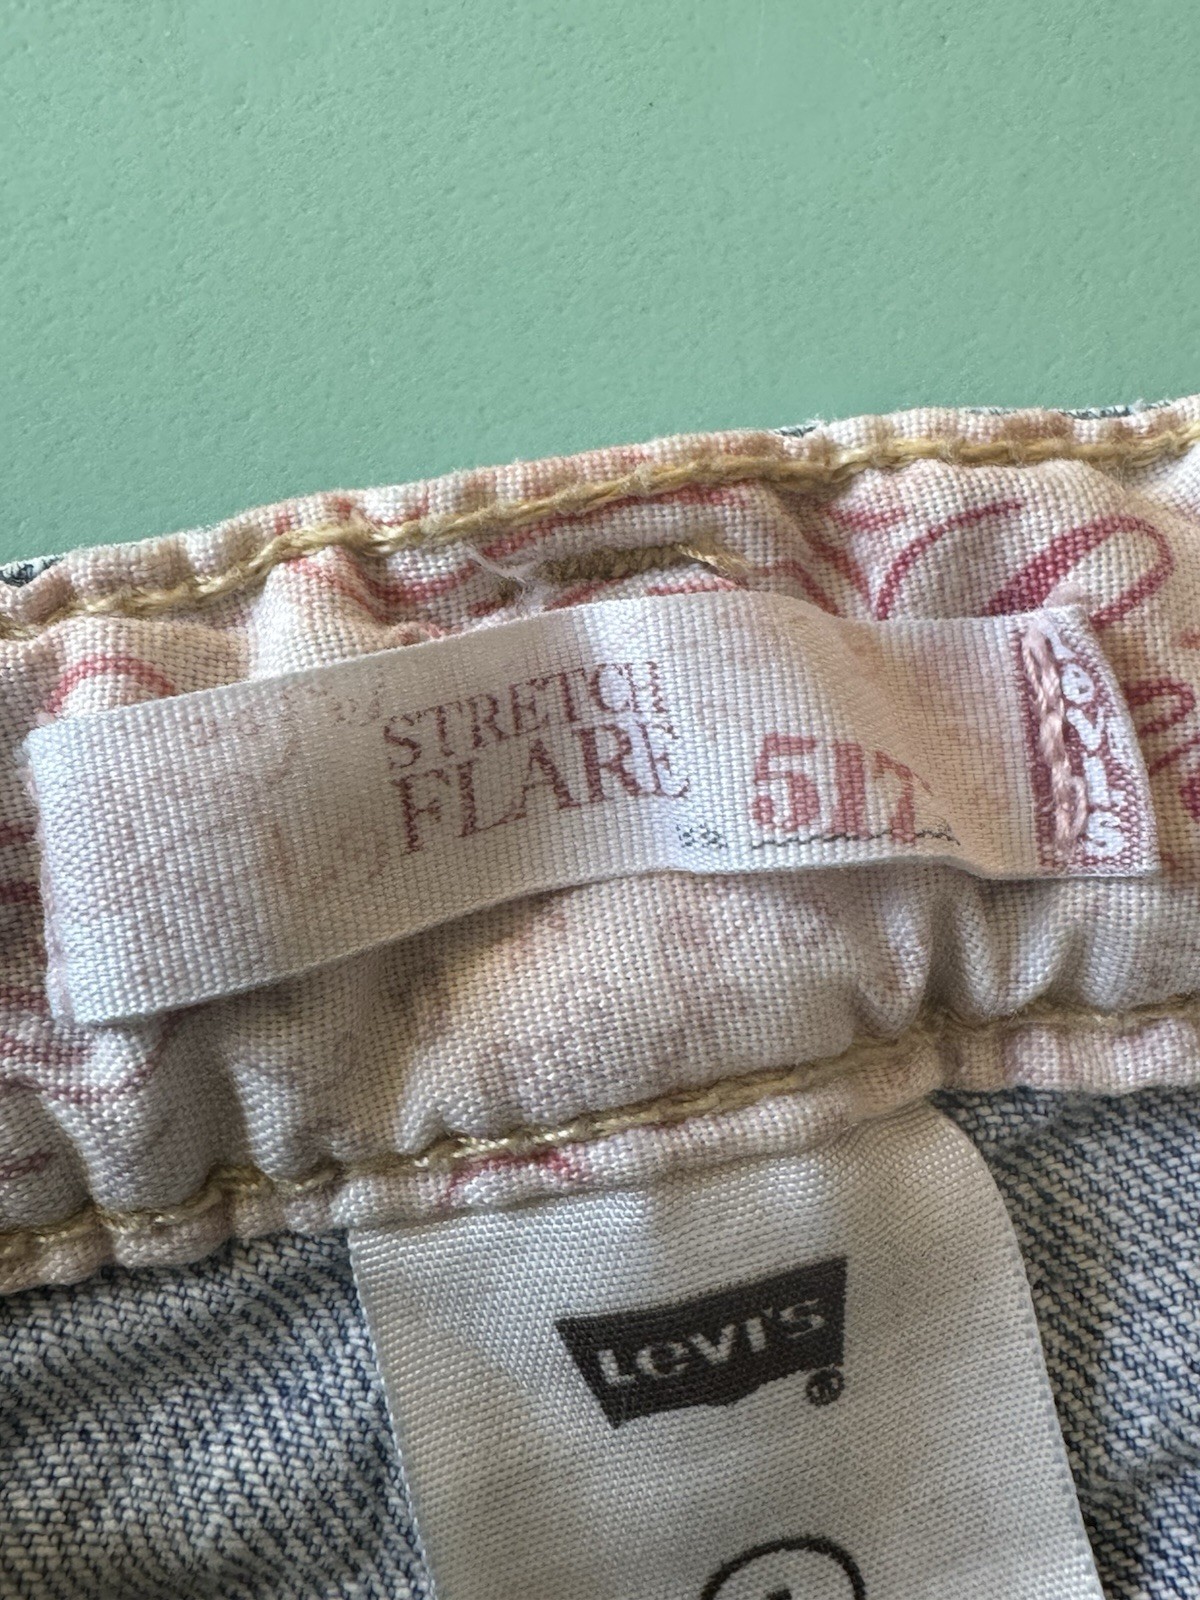 STRETCH
FLARE
517
LEVI'S
Levi's
®